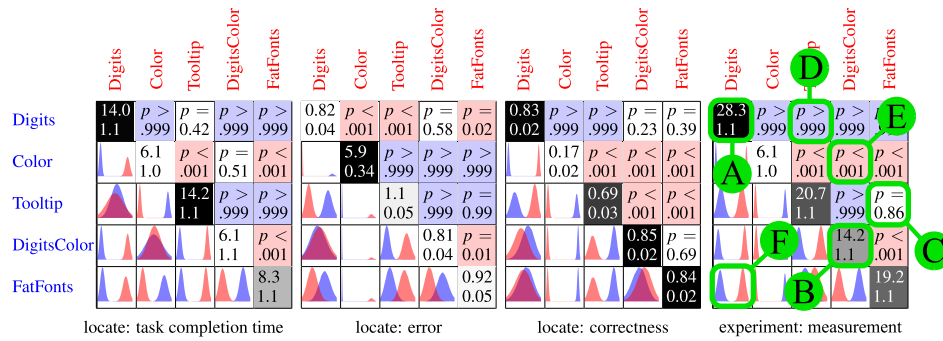 Digits Color Tooltip DigitsColor FatFonts Digits Color Tooltip DigitsColor FatFonts Digits Color Tooltip DigitsColor FatFonts Digits Color Tooltip DigitsColor FatFonts
D
Digits
14.0 p > p = p > p > 0.82 p < p < p = p = 0.83 p > p > p = p = 28.3 p > p > p > p >
1.1 .999 0.42 .999 .999 0.04 .001 .001 0.58 0.02 0.02 .999 .999 0.23 0.39 1.1 .999 .999 .999 .999
E
Color
6.1 p < p = p < 5.9 p > p > p > 0.17 p < p < p < 6.1 p < p < p <
1.0 .001 0.51 .001 0.34 .999 .999 .999 0.02 .001 .001 .001 1.0 .001 .001 .001
A
Tooltip
14.2 p > p > 1.1 p > p = 0.69 p < p < 20.7 p > p =
1.1 .999 .999 0.05 .999 0.99 0.03 .001 .001 1.1 .999 0.86
F
C
DigitsColor
6.1 p < 0.81 p = 0.85 p = 14.2 p <
1.1 .001 0.04 0.01 0.02 0.69 1.1 .001
B
FatFonts
8.3 0.92 0.84 19.2
1.1 0.05 0.02 1.1
locate: task completion time locate: error locate: correctness experiment: measurement